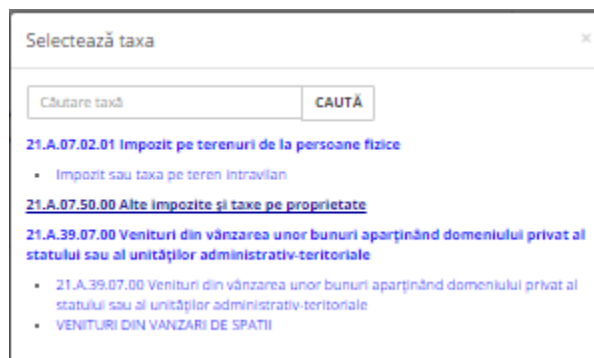 Selectează taxa
×
Căutare taxă
CAUTĂ
21.A.07.02.01 Impozit pe terenuri de la persoane fizice
Impozit sau taxa pe teren intravilan
21.A.07.50.00 Alte impozite și taxe pe proprietate
21.A.39.07.00 Venituri din vânzarea unor bunuri aparținând domeniului privat al
statului sau al unităților administrativ-teritoriale
21.A.39.07.00 Venituri din vânzarea unor bunuri aparținând domeniului privat al
statului sau al unităților administrativ-teritoriale
VENITURI DIN VANZARI DE SPATII